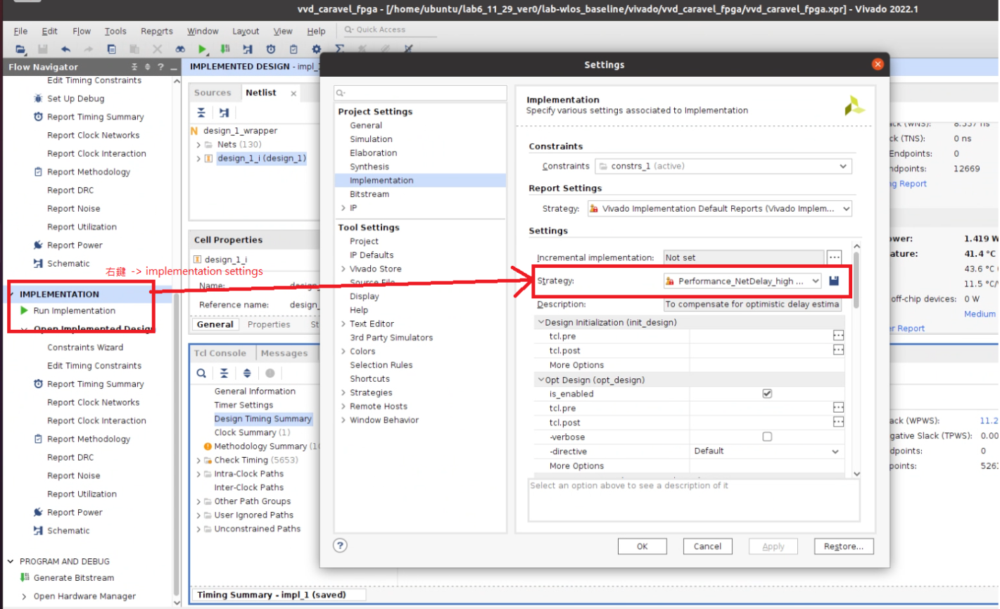 vvd_caravel_fpga - [/home/ubuntu/lab6_11_29_ver0/lab-wlos_baseline/vivado/vvd_caravel_fpga/vvd_caravel_fpga.xpr] - Vivado 2022.1
File Edit Flow Tools Reports Window Layout View Help Quick Access
Flow Navigator
Edit Timing Constraints
Set Up Debug
Report Timing Summary
Report Clock Networks
Report Clock Interaction
Report Methodology
Report DRC
Report Noise
Report Utilization
Report Power
Schematic
右鍵 -> implementation settings
IMPLEMENTATION
Run Implementation
Open Implemented Design
Constraints Wizard
Edit Timing Constraints
Report Timing Summary
Report Clock Networks
Report Clock Interaction
Report Methodology
Report DRC
Report Noise
Report Utilization
Report Power
Schematic
PROGRAM AND DEBUG
Generate Bitstream
Open Hardware Manager
IMPLEMENTED DESIGN - impl_1
Sources Netlist
design_1_wrapper
Nets (130)
design_1_i (design_1)
Cell Properties
design_1_i
Name: design_
Reference name: design_
General Properties St
Tcl Console Messages
General Information
Timer Settings
Design Timing Summary
Clock Summary (1)
Methodology Summary (1
Check Timing (5653)
Intra-Clock Paths
Inter-Clock Paths
Other Path Groups
User Ignored Paths
Unconstrained Paths
Timing Summary - impl_1 (saved)
Settings
Project Settings
General
Simulation
Elaboration
Synthesis
Implementation
Bitstream
IP
Tool Settings
Project
IP Defaults
Vivado Store
Source File
Display
Help
Text Editor
3rd Party Simulators
Colors
Selection Rules
Shortcuts
Strategies
Remote Hosts
Window Behavior
Implementation
Specify various settings associated to Implementation
Constraints
Constraints constrs_1 (active)
Report Settings
Strategy: Vivado Implementation Default Reports (Vivado Implem...
Settings
Incremental implementation: Not set
Strategy: Performance_NetDelay_high ...
Description: To compensate for optimistic delay estima
Design Initialization (init_design)
tcl.pre
tcl.post
More Options
Opt Design (opt_design)
is_enabled
tcl.pre
tcl.post
-verbose
-directive Default
More Options
Select an option above to see a description of it
OK Cancel Apply Restore...
ack (WNS): 8.557 ns
ck (TNS): 0 ns
Endpoints: 0
ndpoints: 12669
ng Report
ower: 1.419 W
ature: 41.4 °C
43.6 °C
11.5 °C/
off-chip devices: 0 W
Medium
er Report
ack (WPWS): 11.2
gative Slack (TPWS): 0.00
dpoints: 0
points: 526